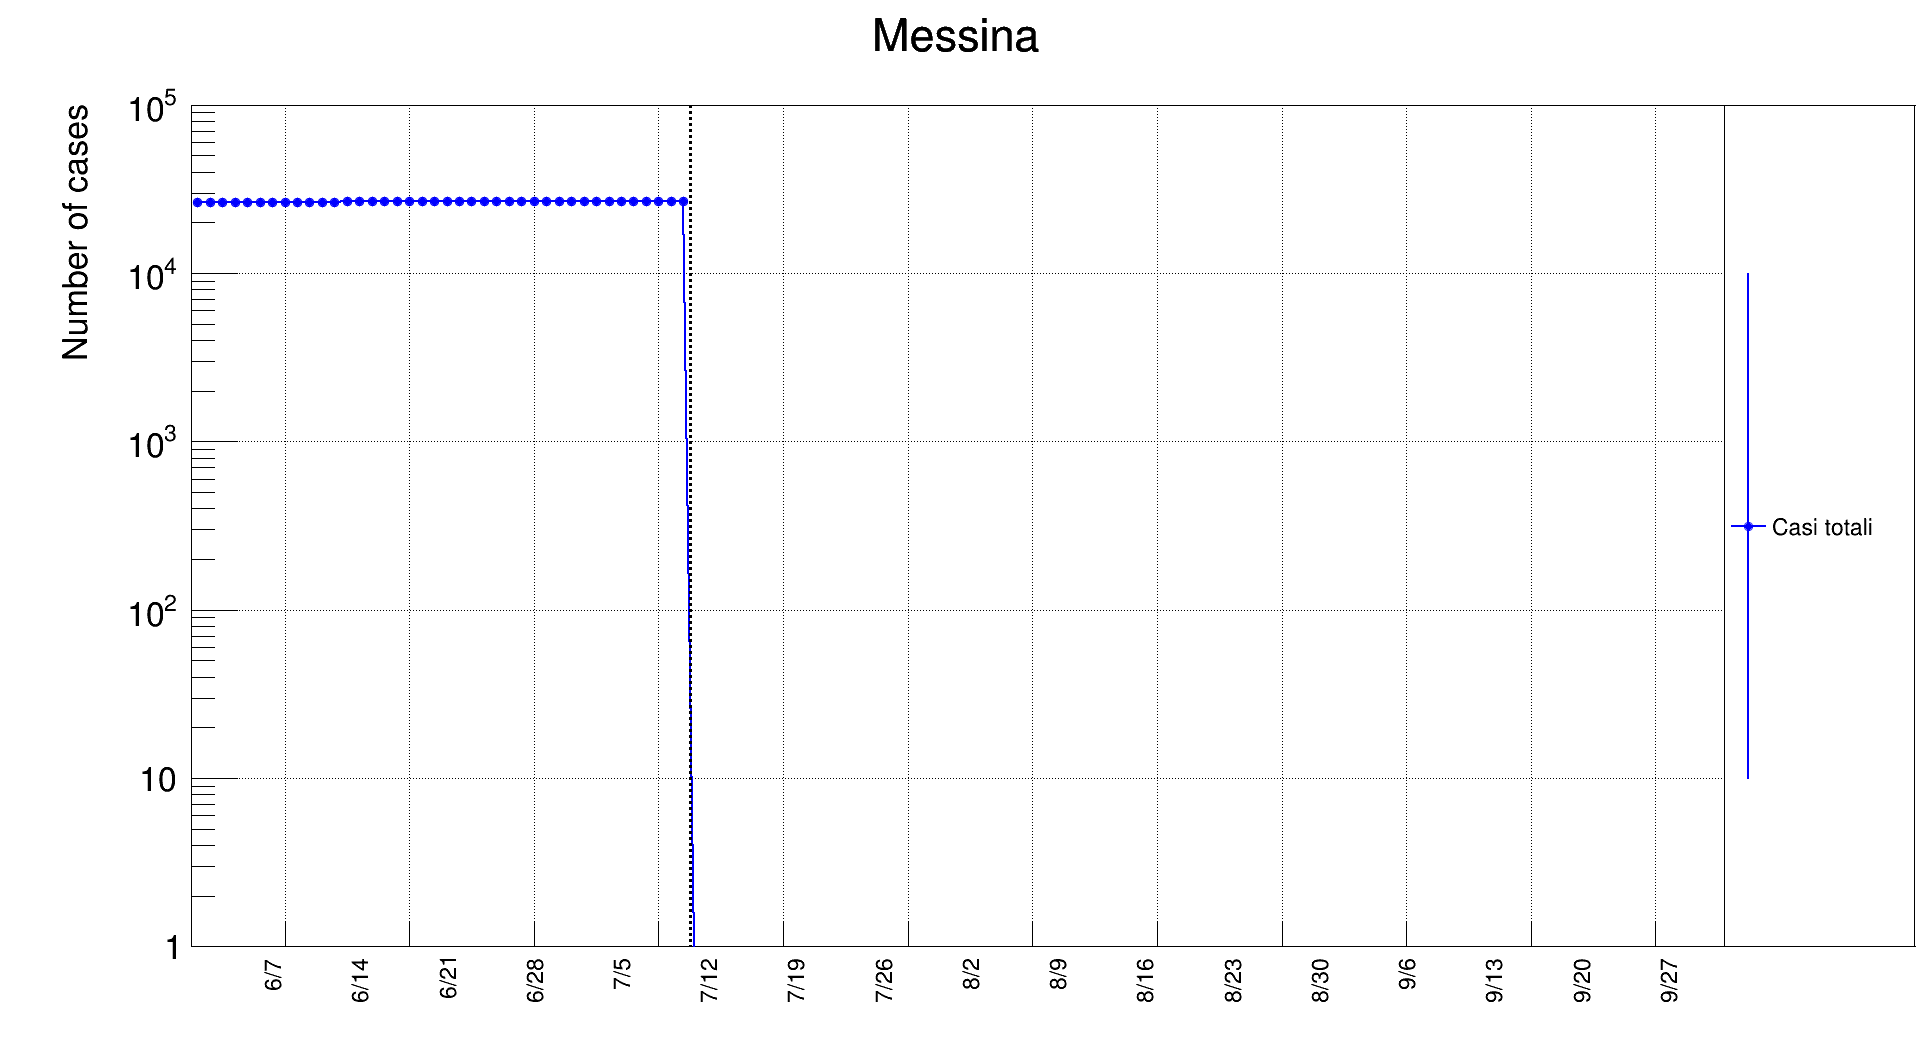 Messina
Number of cases
10^5
10^4
10^3
10^2
10
1
6/7 6/14 6/21 6/28 7/5 7/12 7/19 7/26 8/2 8/9 8/16 8/23 8/30 9/6 9/13 9/20 9/27
Casi totali